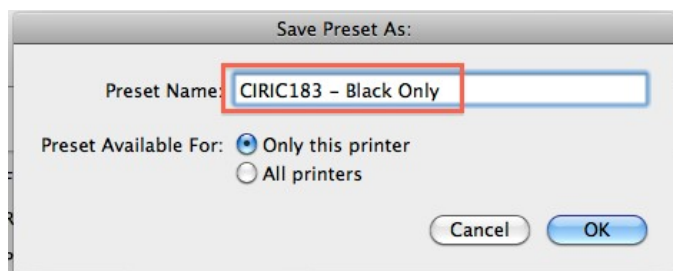 Save Preset As:
Preset Name: CIRIC183 – Black Only
Preset Available For: Only this printer
All printers
Cancel OK